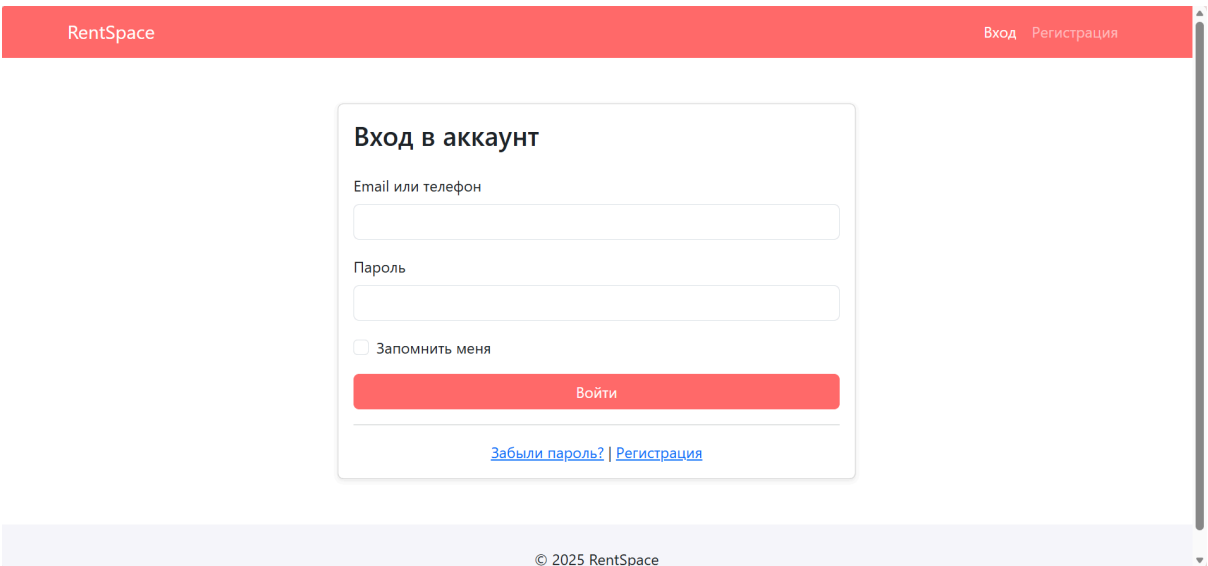 RentSpace
Вход Регистрация
Вход в аккаунт
Email или телефон
Пароль
Запомнить меня
Войти
Забыли пароль? | Регистрация
© 2025 RentSpace